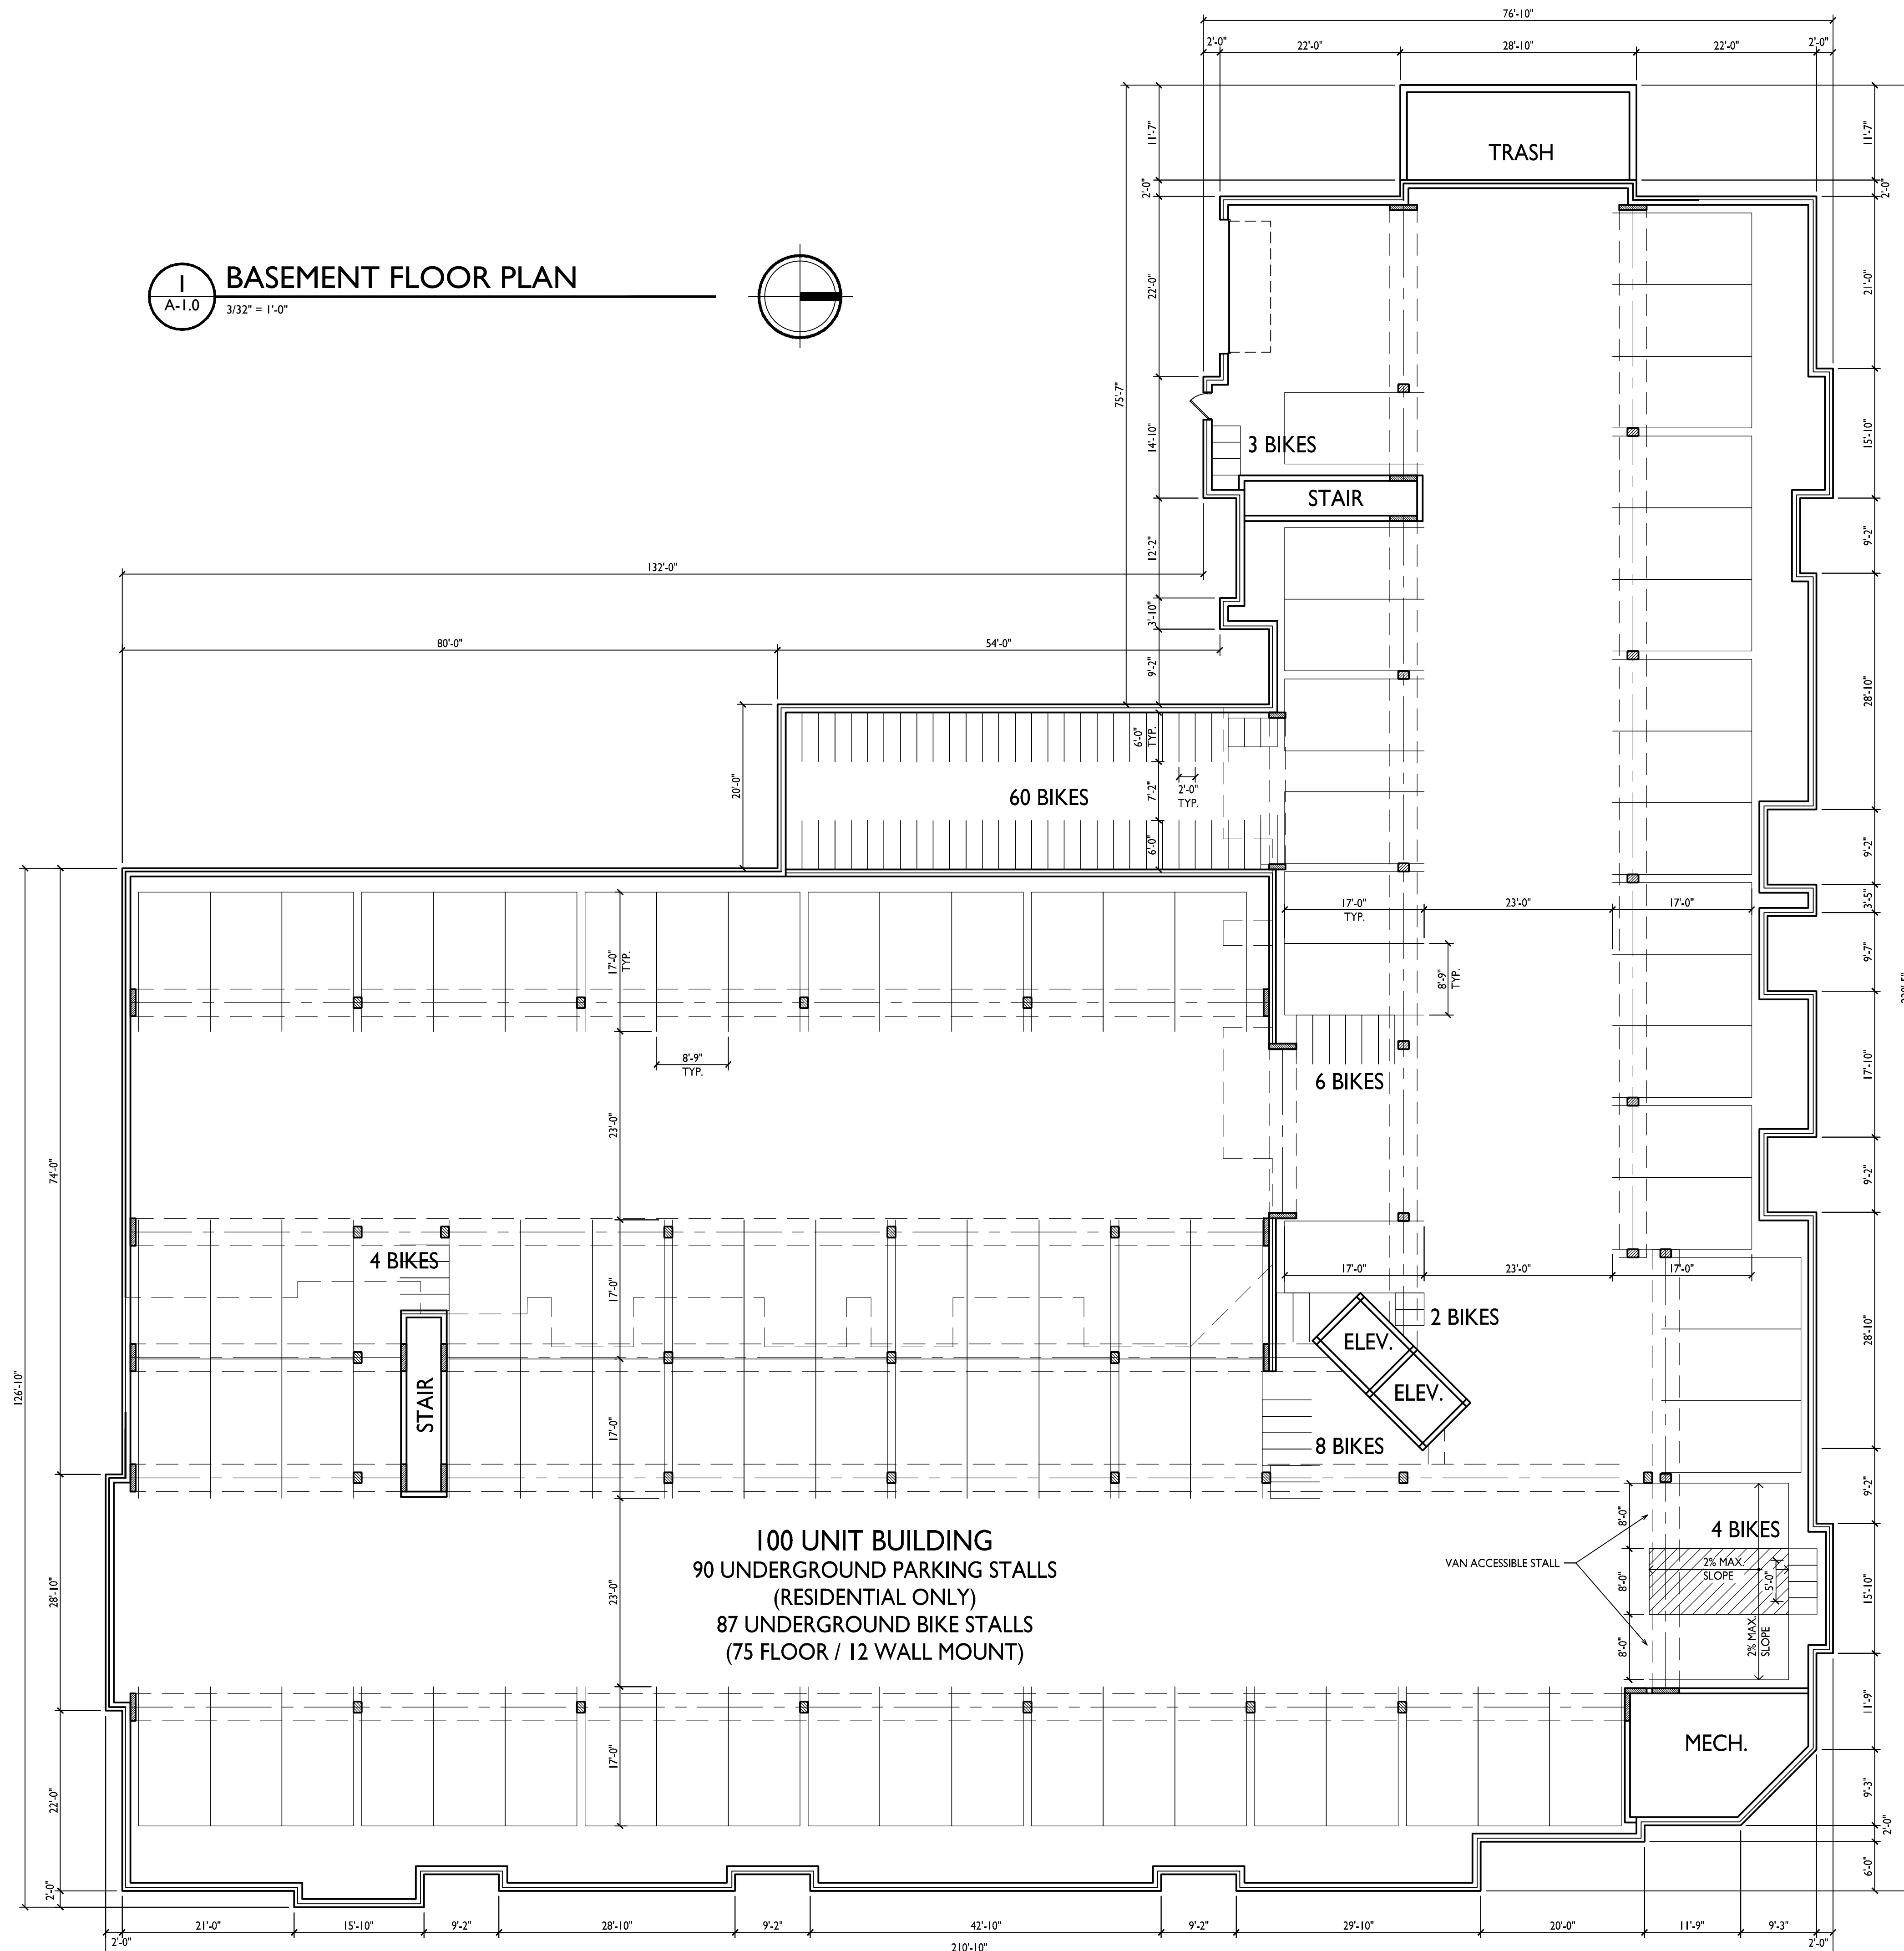 76'-10"
2'-0"
22'-0"
28'-10"
22'-0"
2'-0"
11'-7"
TRASH
11'-7"
2'-0"
2'-0"
1
A-1.0
BASEMENT FLOOR PLAN
3/32" = 1'-0"
22'-0"
21'-0"
75'-7"
14'-10"
3 BIKES
15'-10"
STAIR
12'-2"
9'-2"
132'-0"
3'-10"
80'-0"
54'-0"
9'-2"
28'-10"
20'-0"
6'-0"
TYP.
60 BIKES
7'-2"
2'-0"
TYP.
6'-0"
9'-2"
3'-5"
17'-0"
TYP.
17'-0"
TYP.
23'-0"
17'-0"
9'-7"
8'-9"
TYP.
8'-9"
TYP.
6 BIKES
17'-10"
23'-0"
74'-0"
9'-2"
4 BIKES
17'-0"
17'-0"
23'-0"
17'-0"
2 BIKES
28'-10"
ELEV.
ELEV.
126'-10"
STAIR
17'-0"
8 BIKES
9'-2"
100 UNIT BUILDING
90 UNDERGROUND PARKING STALLS
(RESIDENTIAL ONLY)
87 UNDERGROUND BIKE STALLS
(75 FLOOR / 12 WALL MOUNT)
8'-0"
4 BIKES
VAN ACCESSIBLE STALL
2% MAX.
SLOPE
5'-0"
8'-0"
15'-10"
28'-10"
23'-0"
8'-0"
2% MAX.
SLOPE
11'-9"
MECH.
17'-0"
22'-0"
9'-3"
2'-0"
6'-0"
2'-0"
21'-0"
15'-10"
9'-2"
28'-10"
9'-2"
42'-10"
9'-2"
29'-10"
20'-0"
11'-9"
9'-3"
2'-0"
2'-0"
210'-10"